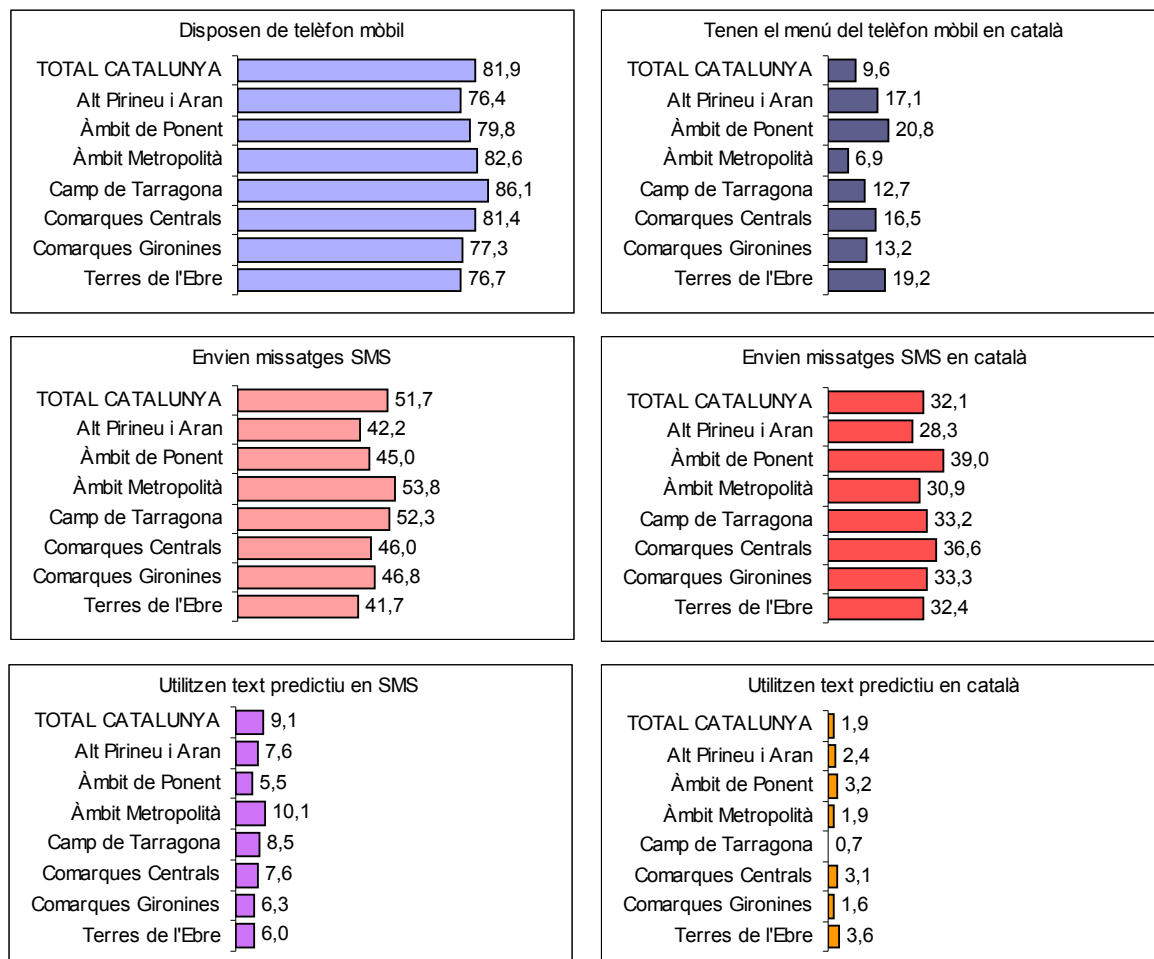 Disposen de telèfon mòbil
TOTAL CATALUNYA 81,9
Alt Pirineu i Aran 76,4
Àmbit de Ponent 79,8
Àmbit Metropolità 82,6
Camp de Tarragona 86,1
Comarques Centrals 81,4
Comarques Gironines 77,3
Terres de l'Ebre 76,7
Tenen el menú del telèfon mòbil en català
TOTAL CATALUNYA 9,6
Alt Pirineu i Aran 17,1
Àmbit de Ponent 20,8
Àmbit Metropolità 6,9
Camp de Tarragona 12,7
Comarques Centrals 16,5
Comarques Gironines 13,2
Terres de l'Ebre 19,2
Envien missatges SMS
TOTAL CATALUNYA 51,7
Alt Pirineu i Aran 42,2
Àmbit de Ponent 45,0
Àmbit Metropolità 53,8
Camp de Tarragona 52,3
Comarques Centrals 46,0
Comarques Gironines 46,8
Terres de l'Ebre 41,7
Envien missatges SMS en català
TOTAL CATALUNYA 32,1
Alt Pirineu i Aran 28,3
Àmbit de Ponent 39,0
Àmbit Metropolità 30,9
Camp de Tarragona 33,2
Comarques Centrals 36,6
Comarques Gironines 33,3
Terres de l'Ebre 32,4
Utilitzen text predictiu en SMS
TOTAL CATALUNYA 9,1
Alt Pirineu i Aran 7,6
Àmbit de Ponent 5,5
Àmbit Metropolità 10,1
Camp de Tarragona 8,5
Comarques Centrals 7,6
Comarques Gironines 6,3
Terres de l'Ebre 6,0
Utilitzen text predictiu en català
TOTAL CATALUNYA 1,9
Alt Pirineu i Aran 2,4
Àmbit de Ponent 3,2
Àmbit Metropolità 1,9
Camp de Tarragona 0,7
Comarques Centrals 3,1
Comarques Gironines 1,6
Terres de l'Ebre 3,6